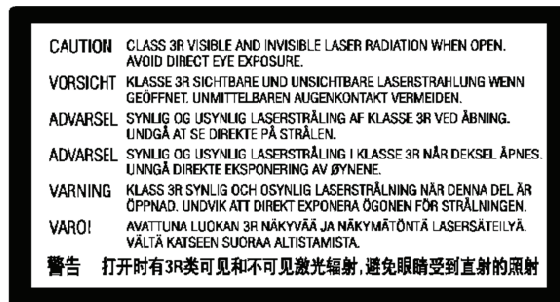 CAUTION CLASS 3R VISIBLE AND INVISIBLE LASER RADIATION WHEN OPEN.
AVOID DIRECT EYE EXPOSURE.
VORSICHT KLASSE 3R SICHTBARE UND UNSICHTBARE LASERSTRAHLUNG WENN
GEÖFFNET. UNMITTELBAREN AUGENKONTAKT VERMEIDEN.
ADVARSEL SYNLIG OG USYNLIG LASERSTRÅLING AF KLASSE 3R VED ÅBNING.
UNDGÅ AT SE DIREKTE PÅ STRÅLEN.
ADVARSEL SYNLIG OG USYNLIG LASERSTRÅLING I KLASSE 3R NÅR DEKSEL ÅPNES.
UNNGÅ DIREKTE EKSPONERING AV ØYNENE.
VARNING KLASS 3R SYNLIG OCH OSYNLIG LASERSTRÅLNING NÄR DENNA DEL ÄR
ÖPPNAD. UNDVIK ATT DIREKT EXPONERA ÖGONEN FÖR STRÅLNINGEN.
VARO! AVATTUNA LUOKAN 3R NÄKYVÄÄ JA NÄKYMÄTÖNTÄ LASERSÄTEILYÄ.
VÄLTÄ KATSEEN SUORAA ALTISTAMISTA.
警告 打开时有3R类可见和不可见激光辐射,避免眼睛受到直射的照射